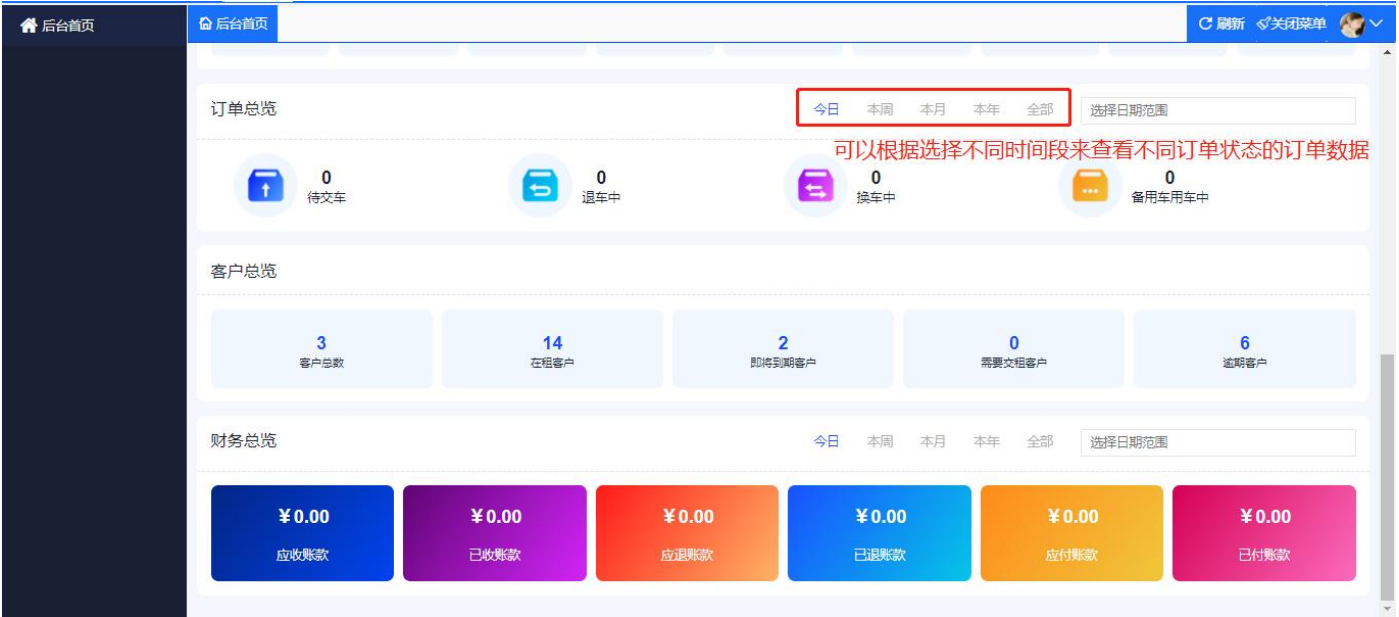 后台首页
后台首页
刷新 关闭菜单
订单总览
今日 本周 本月 本年 全部
选择日期范围
可以根据选择不同时间段来查看不同订单状态的订单数据
0
待交车
0
退车中
0
换车中
0
备用车用车中
客户总览
3
客户总数
14
在租客户
2
即将到期客户
0
需要交租客户
6
逾期客户
财务总览
今日 本周 本月 本年 全部
选择日期范围
¥0.00
应收账款
¥0.00
已收账款
¥0.00
应退账款
¥0.00
已退账款
¥0.00
应付账款
¥0.00
已付账款